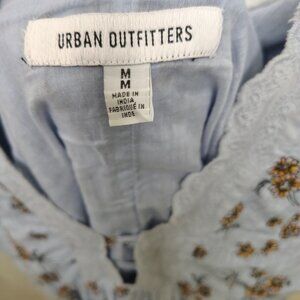 URBAN OUTFITTERS
M
M
MADE IN
INDIA
FABRIQUÉ EN
INDE